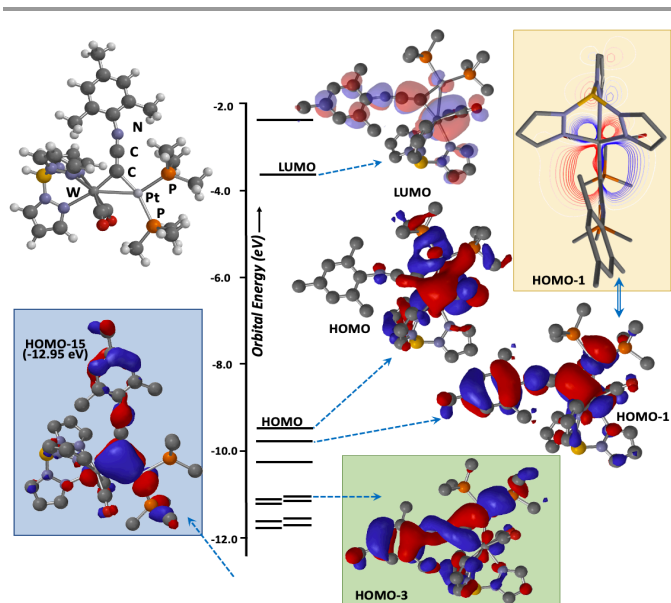 N
C
C
W
Pt
P
P
-2.0
-4.0
-6.0
-8.0
-10.0
-12.0
Orbital Energy (eV)
LUMO
LUMO
HOMO-1
HOMO
HOMO-15
(-12.95 eV)
HOMO
HOMO-1
HOMO-3